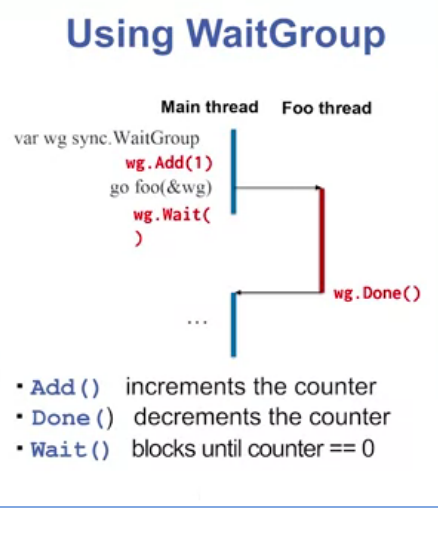 Using WaitGroup
Main thread Foo thread
var wg sync.WaitGroup
wg.Add(1)
go foo(&wg)
wg.Wait(
)
wg.Done()
...
· Add() increments the counter
· Done() decrements the counter
· Wait() blocks until counter == 0